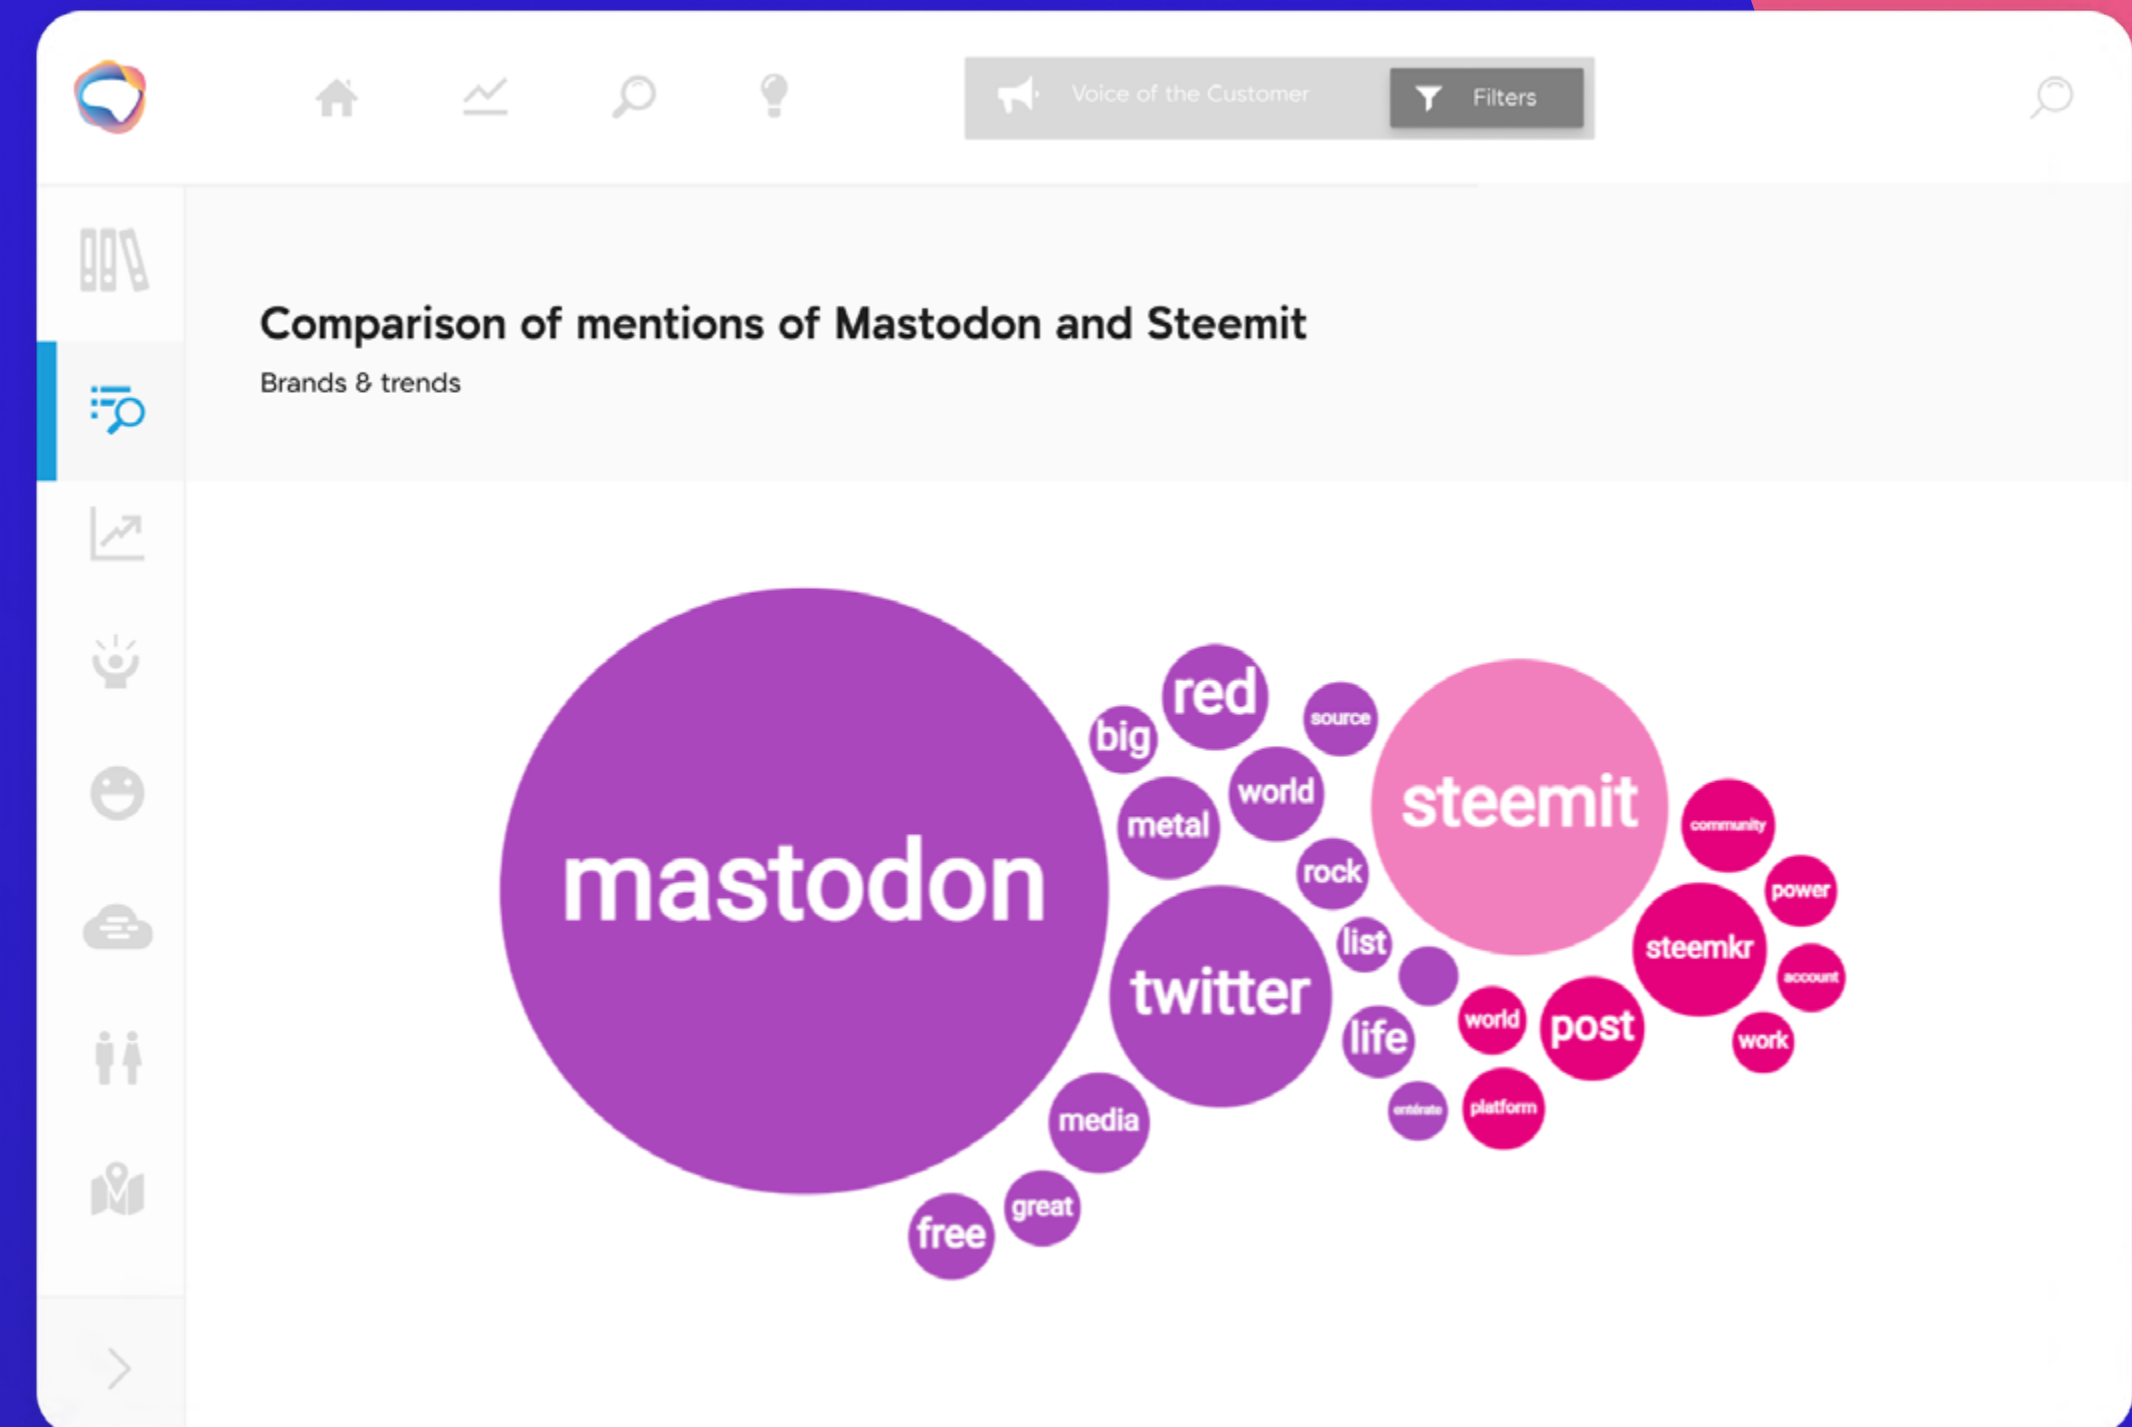 Voice of the Customer
Filters
Comparison of mentions of Mastodon and Steemit
Brands & trends
mastodon
big
red
source
metal
world
rock
steemit
community
power
twitter
list
steemkr
account
life
world
post
work
entérate
platform
media
great
free